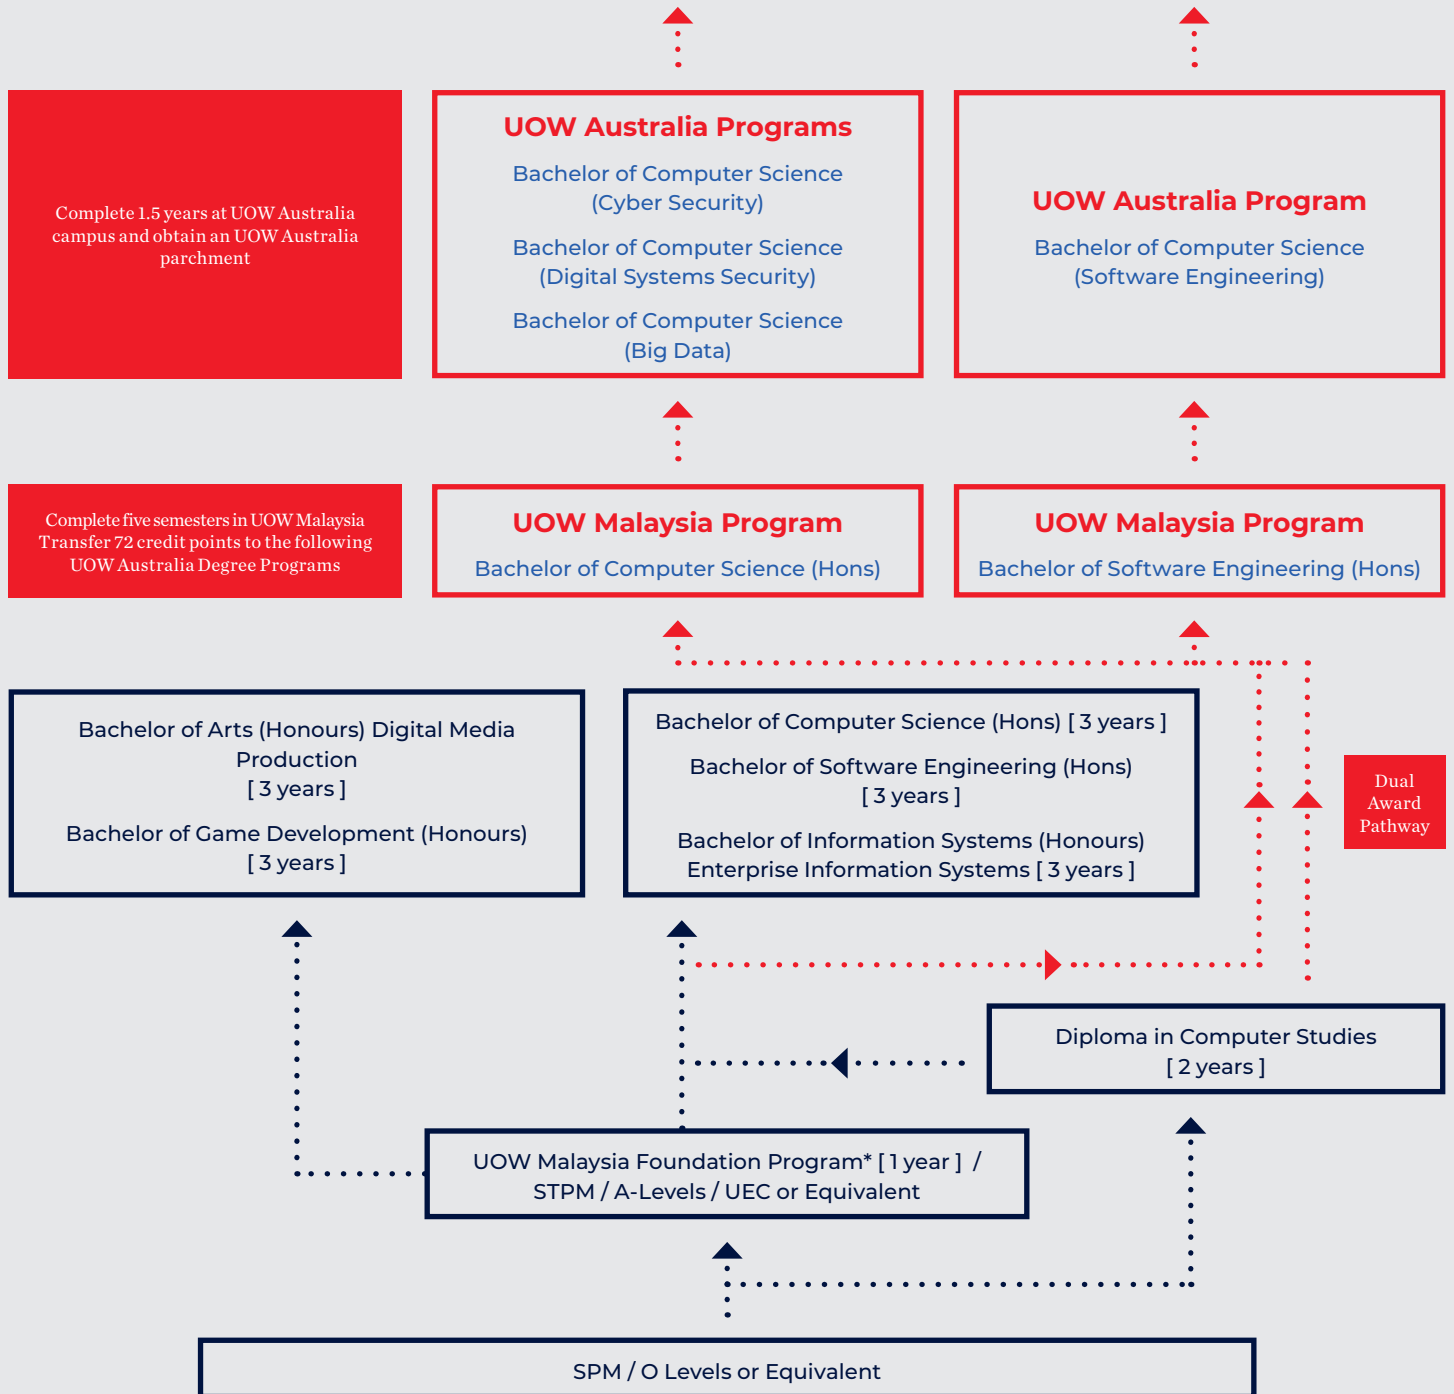 Complete 1.5 years at UOW Australia
campus and obtain an UOW Australia
parchment
UOW Australia Programs
Bachelor of Computer Science
(Cyber Security)
Bachelor of Computer Science
(Digital Systems Security)
Bachelor of Computer Science
(Big Data)
UOW Australia Program
Bachelor of Computer Science
(Software Engineering)
Complete five semesters in UOW Malaysia
Transfer 72 credit points to the following
UOW Australia Degree Programs
UOW Malaysia Program
Bachelor of Computer Science (Hons)
UOW Malaysia Program
Bachelor of Software Engineering (Hons)
Bachelor of Arts (Honours) Digital Media
Production
[ 3 years ]
Bachelor of Game Development (Honours)
[ 3 years ]
Bachelor of Computer Science (Hons) [ 3 years ]
Bachelor of Software Engineering (Hons)
[ 3 years ]
Bachelor of Information Systems (Honours)
Enterprise Information Systems [ 3 years ]
Dual
Award
Pathway
Diploma in Computer Studies
[ 2 years ]
UOW Malaysia Foundation Program* [ 1 year ] /
STPM / A-Levels / UEC or Equivalent
SPM / O Levels or Equivalent